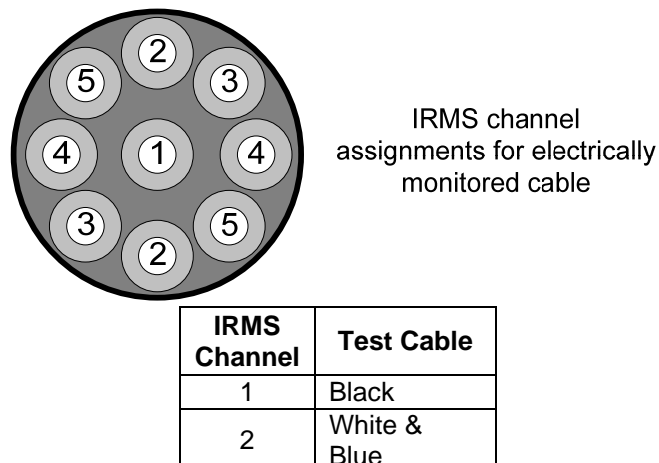 2
5
3
4
1
4
3
5
2
IRMS channel
assignments for electrically
monitored cable
IRMS
Channel
Test Cable
1
Black
2
White &
Blue